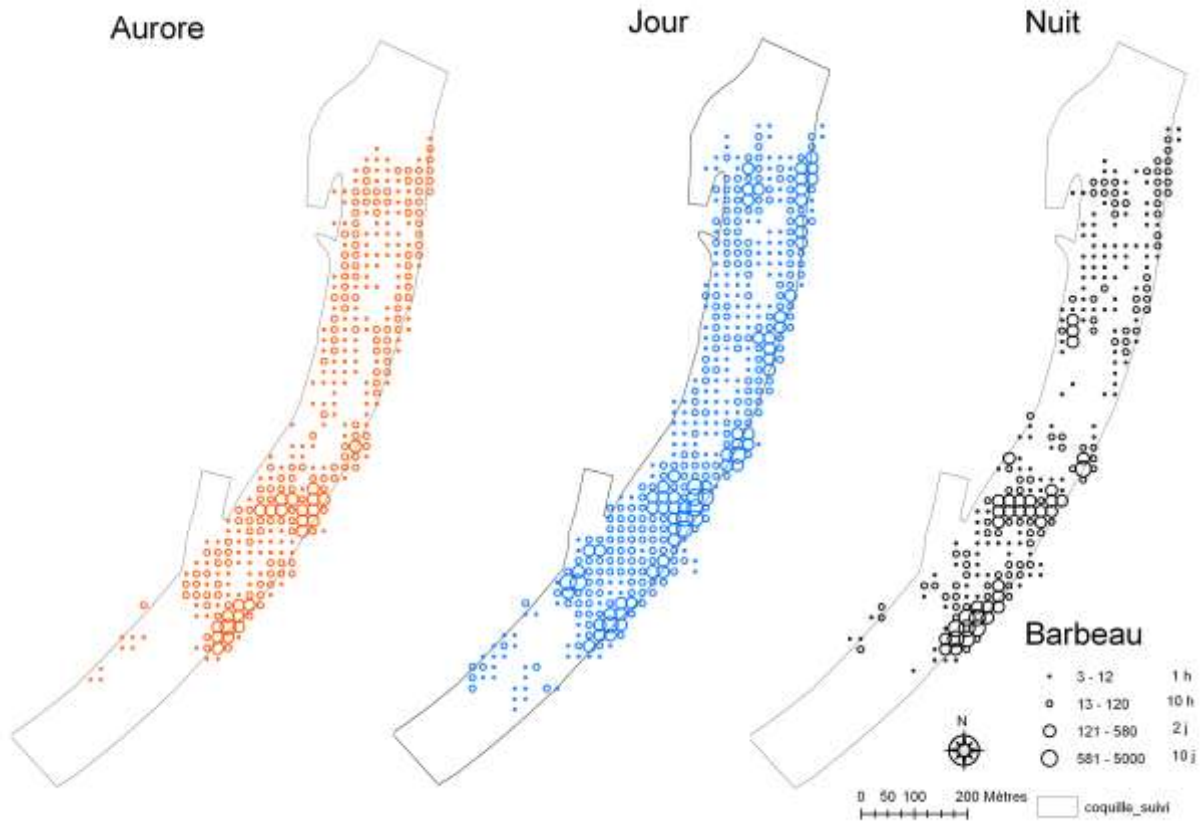 Aurore
Jour
Nuit
Barbeau
3 - 12 1 h
13 - 120 10 h
121 - 580 2 j
581 - 5000 10 j
N
0 50 100 200 Mètres
coquille_suivi